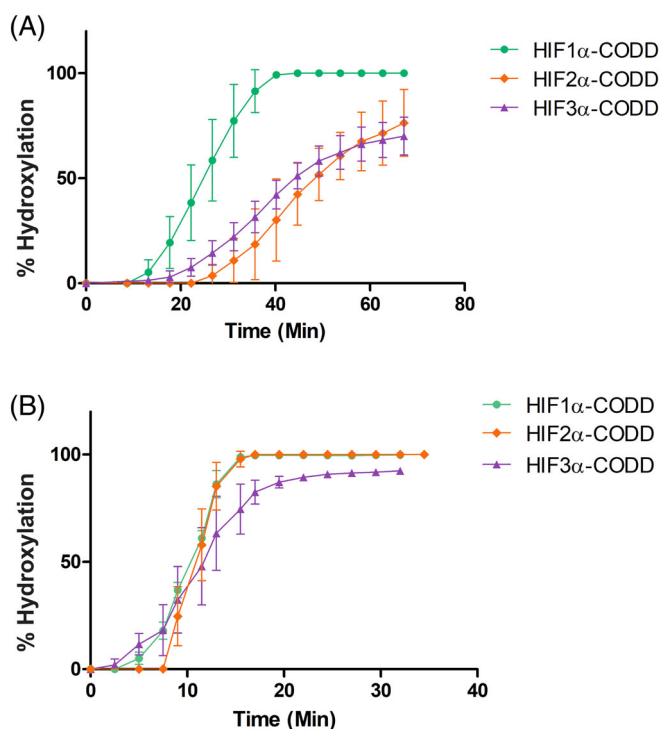 (A)
HIF1α-CODD
HIF2α-CODD
HIF3α-CODD
100
50
0
% Hydroxylation
0 20 40 60 80
Time (Min)
(B)
HIF1α-CODD
HIF2α-CODD
HIF3α-CODD
100
50
0
% Hydroxylation
0 10 20 30 40
Time (Min)